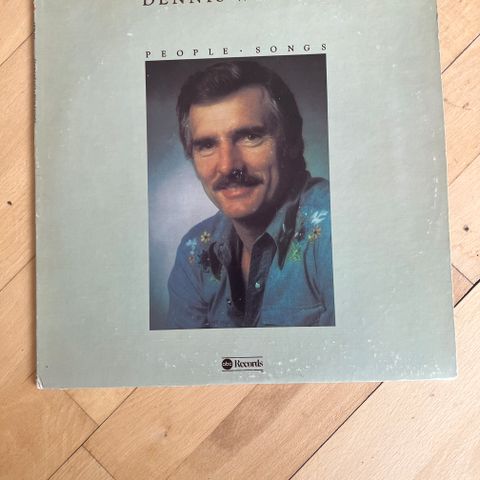 DENNIS
PEOPLE · SONGS
abc Records